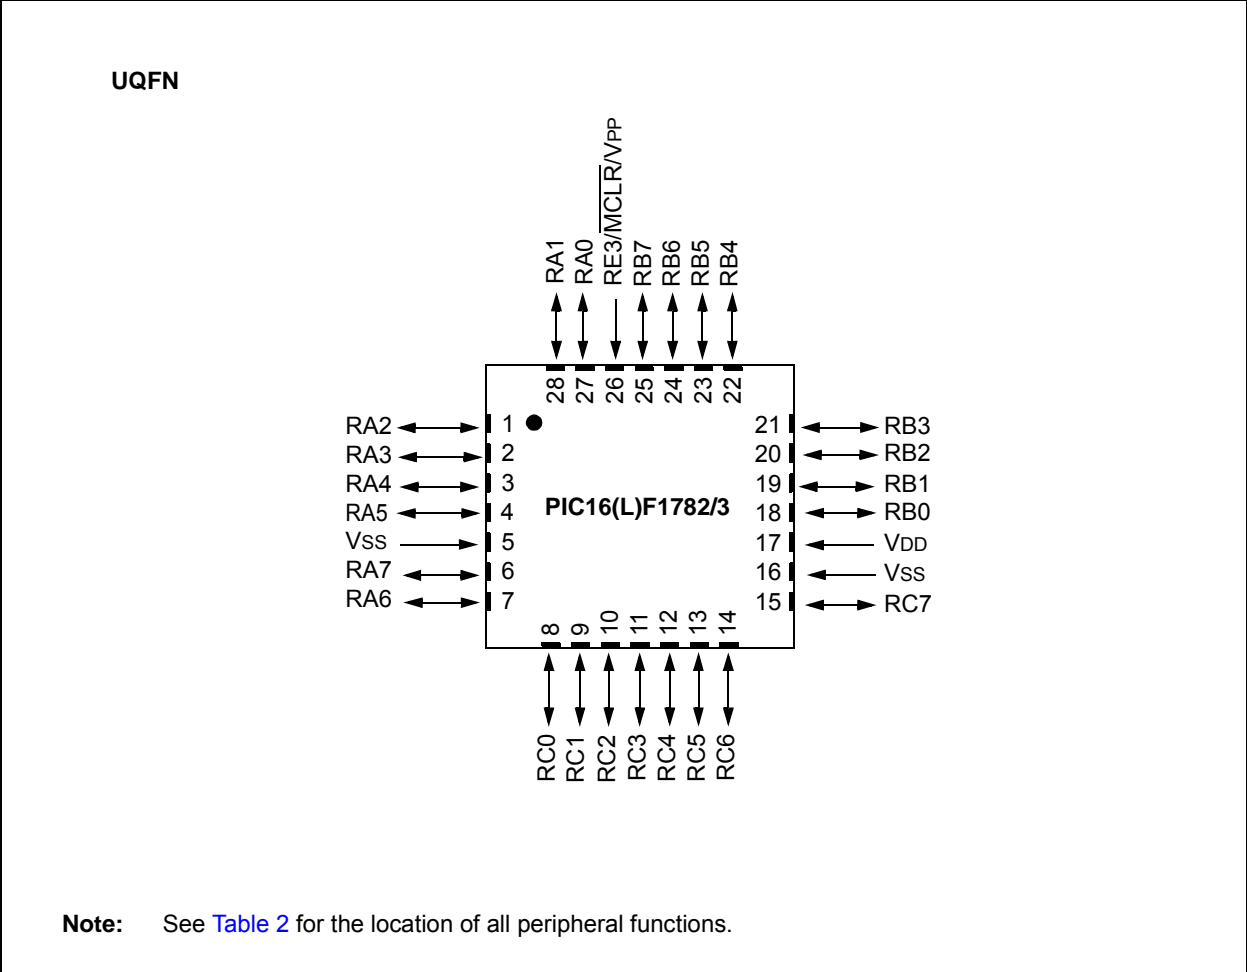 UQFN
RA1
RA0
RE3/MCLR/VPP
RB7
RB6
RB5
RB4
28
27
26
25
24
23
22
RA2 1 21 RB3
RA3 2 20 RB2
RA4 3 19 RB1
RA5 4 PIC16(L)F1782/3 18 RB0
VSS 5 17 VDD
RA7 6 16 VSS
RA6 7 15 RC7
8
9
10
11
12
13
14
RC0
RC1
RC2
RC3
RC4
RC5
RC6
Note: See Table 2 for the location of all peripheral functions.